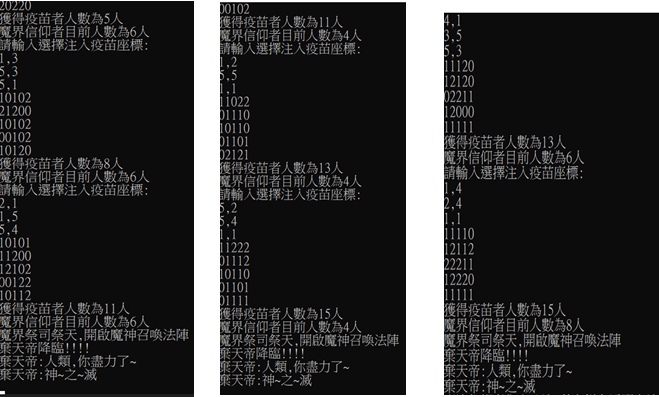 20220
獲得疫苗者人數為5人
魔界信仰者目前人數為6人
請輸入選擇注入疫苗座標:
1,3
5,3
5,1
10102
21200
10102
00102
10120
獲得疫苗者人數為8人
魔界信仰者目前人數為6人
請輸入選擇注入疫苗座標:
2,1
1,5
5,4
10101
11200
12102
00122
10112
獲得疫苗者人數為11人
魔界信仰者目前人數為6人
魔界祭司祭天,開啟魔神召喚法陣
棄天帝降臨!!!!
棄天帝:人類,你盡力了~
棄天帝:神~之~滅
00102
獲得疫苗者人數為11人
魔界信仰者目前人數為4人
請輸入選擇注入疫苗座標:
1,2
5,5
1,1
11022
01110
10110
01101
02121
獲得疫苗者人數為13人
魔界信仰者目前人數為4人
請輸入選擇注入疫苗座標:
5,2
5,4
1,1
11222
01112
10110
01101
01111
獲得疫苗者人數為15人
魔界信仰者目前人數為4人
魔界祭司祭天,開啟魔神召喚法陣
棄天帝降臨!!!!
棄天帝:人類,你盡力了~
棄天帝:神~之~滅
4,1
3,5
5,3
11120
12120
02211
12000
11111
獲得疫苗者人數為13人
魔界信仰者目前人數為6人
請輸入選擇注入疫苗座標:
1,4
2,4
1,1
11110
12112
22211
12220
11111
獲得疫苗者人數為15人
魔界信仰者目前人數為8人
魔界祭司祭天,開啟魔神召喚法陣
棄天帝降臨!!!!
棄天帝:人類,你盡力了~
棄天帝:神~之~滅